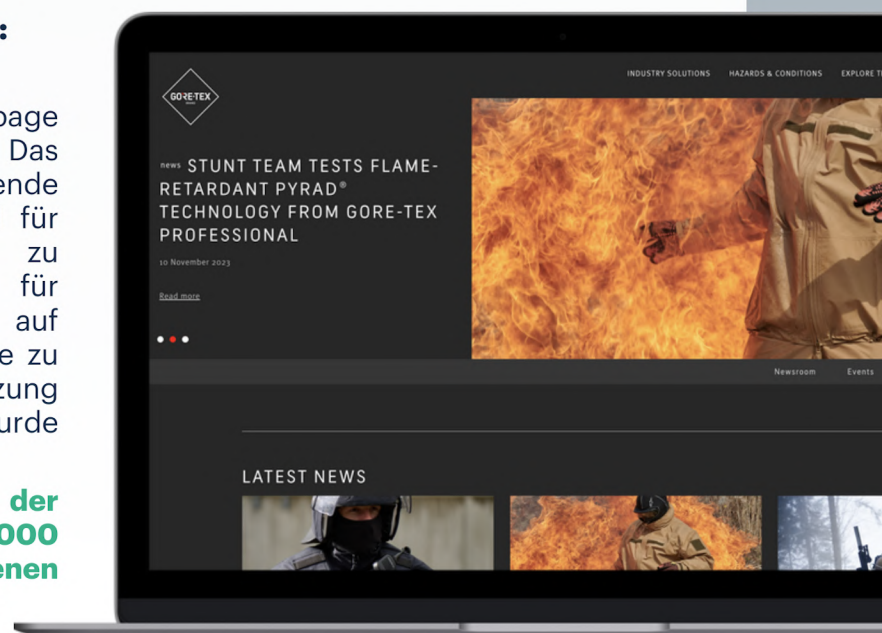 :
page
Das
ende
für
zu
für
auf
e zu
zung
urde
der
000
enen
GORE-TEX
INDUSTRY SOLUTIONS HAZARDS & CONDITIONS EXPLORE T
news STUNT TEAM TESTS FLAME-
RETARDANT PYRAD®
TECHNOLOGY FROM GORE-TEX
PROFESSIONAL
10 November 2023
Read more
Newsroom Events
LATEST NEWS